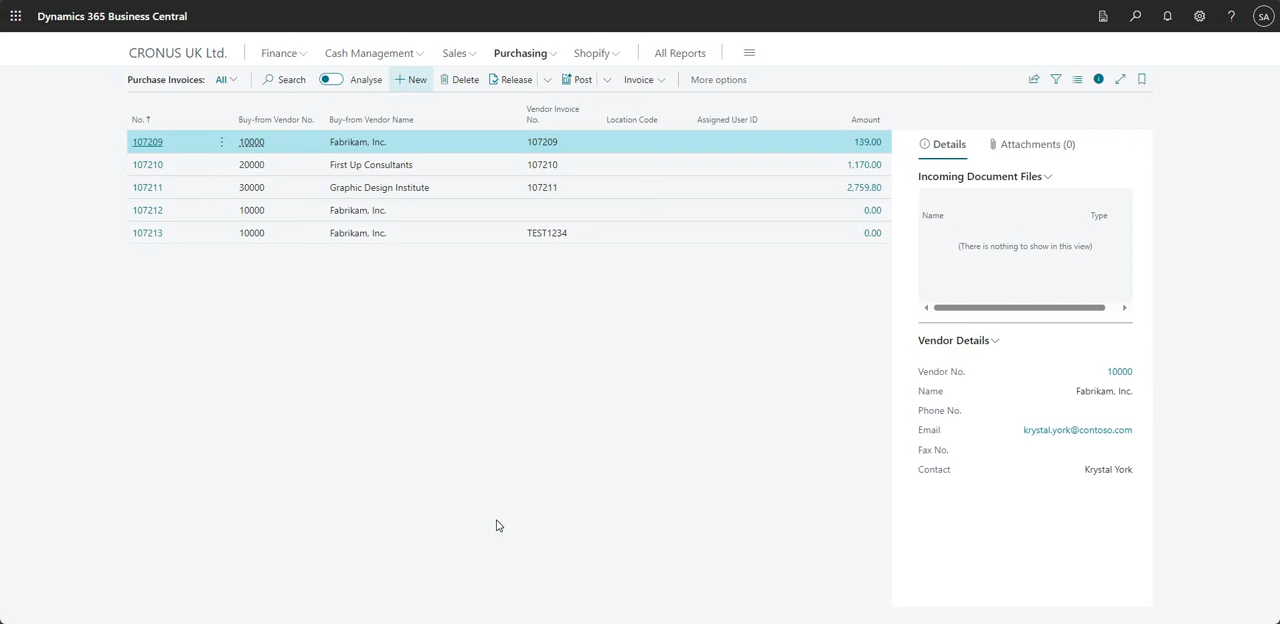 Dynamics 365 Business Central
SA
CRONUS UK Ltd.
Finance
Cash Management
Sales
Purchasing
Shopify
All Reports
Purchase Invoices:
All
Search
Analyse
New
Delete
Release
Post
Invoice
More options
No. ↑
Buy-from Vendor No.
Buy-from Vendor Name
Vendor Invoice
No.
Location Code
Assigned User ID
Amount
107209 10000 Fabrikam, Inc. 107209 139.00
107210 20000 First Up Consultants 107210 1,170.00
107211 30000 Graphic Design Institute 107211 2,759.80
107212 10000 Fabrikam, Inc. 0.00
107213 10000 Fabrikam, Inc. TEST1234 0.00
Details
Attachments (0)
Incoming Document Files
Name Type
(There is nothing to show in this view)
Vendor Details
Vendor No. 10000
Name Fabrikam, Inc.
Phone No.
Email krystal.york@contoso.com
Fax No.
Contact Krystal York